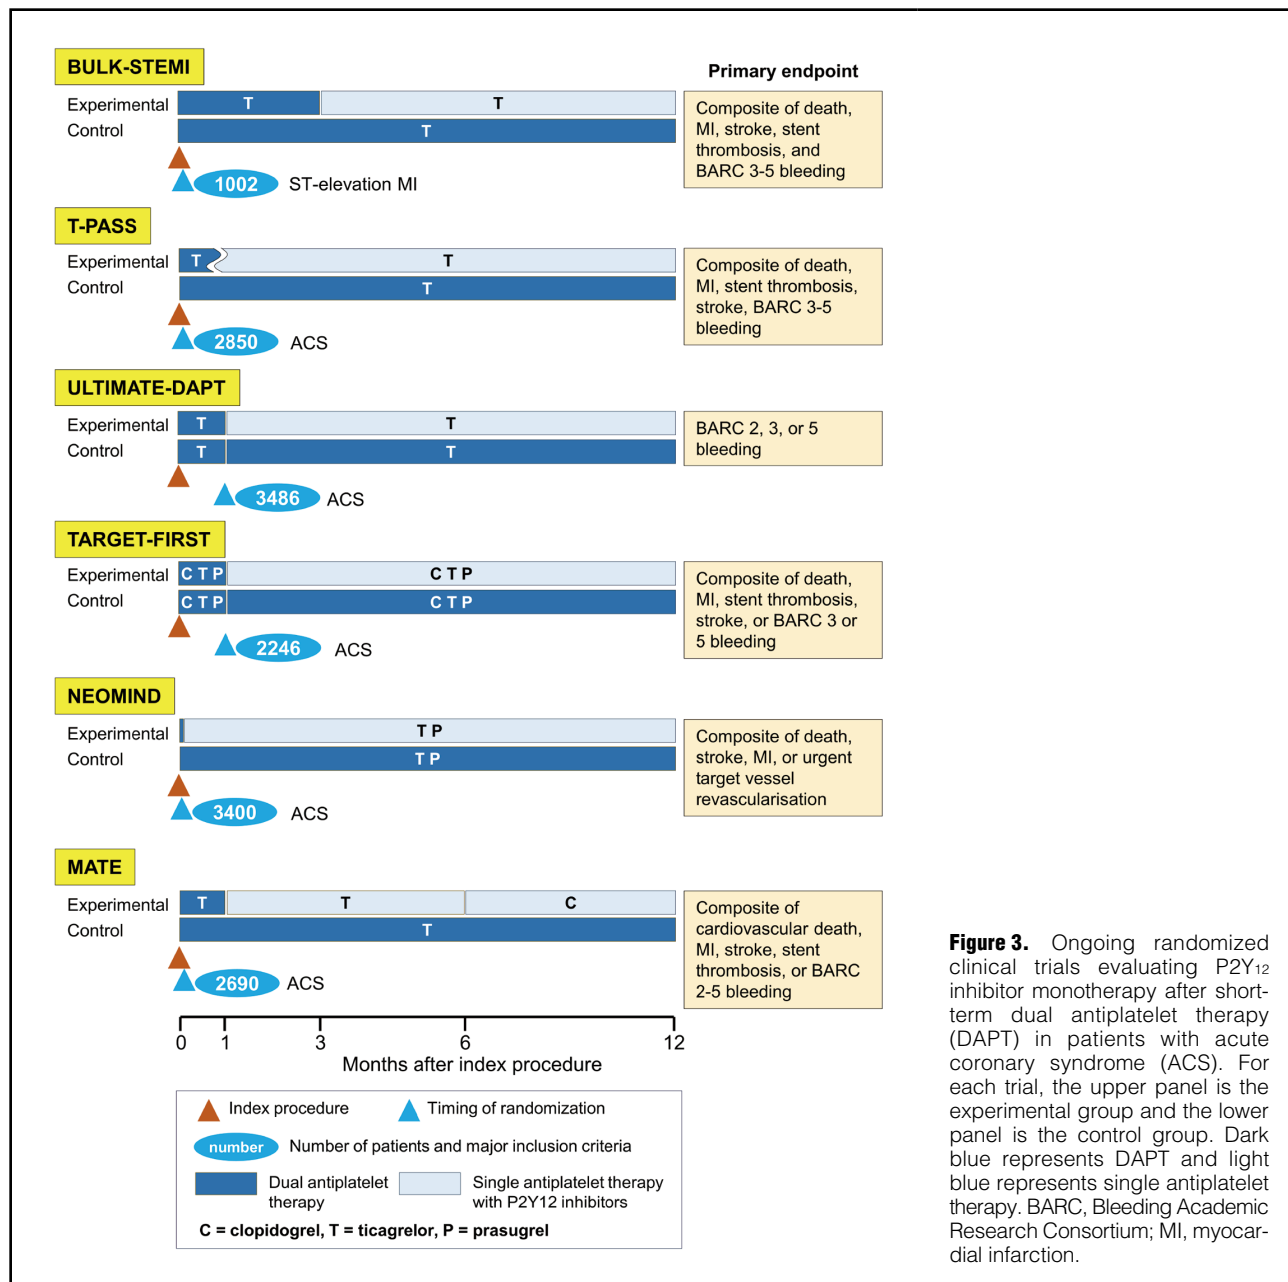 BULK-STEMI
Primary endpoint
Experimental
T
T
Control
T
Composite of death,
MI, stroke, stent
thrombosis, and
BARC 3-5 bleeding
1002
ST-elevation MI
T-PASS
Experimental
T
T
Control
T
Composite of death,
MI, stent thrombosis,
stroke, BARC 3-5
bleeding
2850
ACS
ULTIMATE-DAPT
Experimental
T
T
Control
T
T
BARC 2, 3, or 5
bleeding
3486
ACS
TARGET-FIRST
Experimental
C T P
C T P
Control
C T P
C T P
Composite of death,
MI, stent thrombosis,
stroke, or BARC 3 or
5 bleeding
2246
ACS
NEOMIND
Experimental
T P
Control
T P
Composite of death,
stroke, MI, or urgent
target vessel
revascularisation
3400
ACS
MATE
Experimental
T
T
C
Control
T
Composite of
cardiovascular death,
MI, stroke, stent
thrombosis, or BARC
2-5 bleeding
2690
ACS
0 1 3 6 12
Months after index procedure
Index procedure
Timing of randomization
number
Number of patients and major inclusion criteria
Dual antiplatelet
therapy
Single antiplatelet therapy
with P2Y12 inhibitors
C = clopidogrel, T = ticagrelor, P = prasugrel
Figure 3. Ongoing randomized
clinical trials evaluating P2Y12
inhibitor monotherapy after short-
term dual antiplatelet therapy
(DAPT) in patients with acute
coronary syndrome (ACS). For
each trial, the upper panel is the
experimental group and the lower
panel is the control group. Dark
blue represents DAPT and light
blue represents single antiplatelet
therapy. BARC, Bleeding Academic
Research Consortium; MI, myocar-
dial infarction.